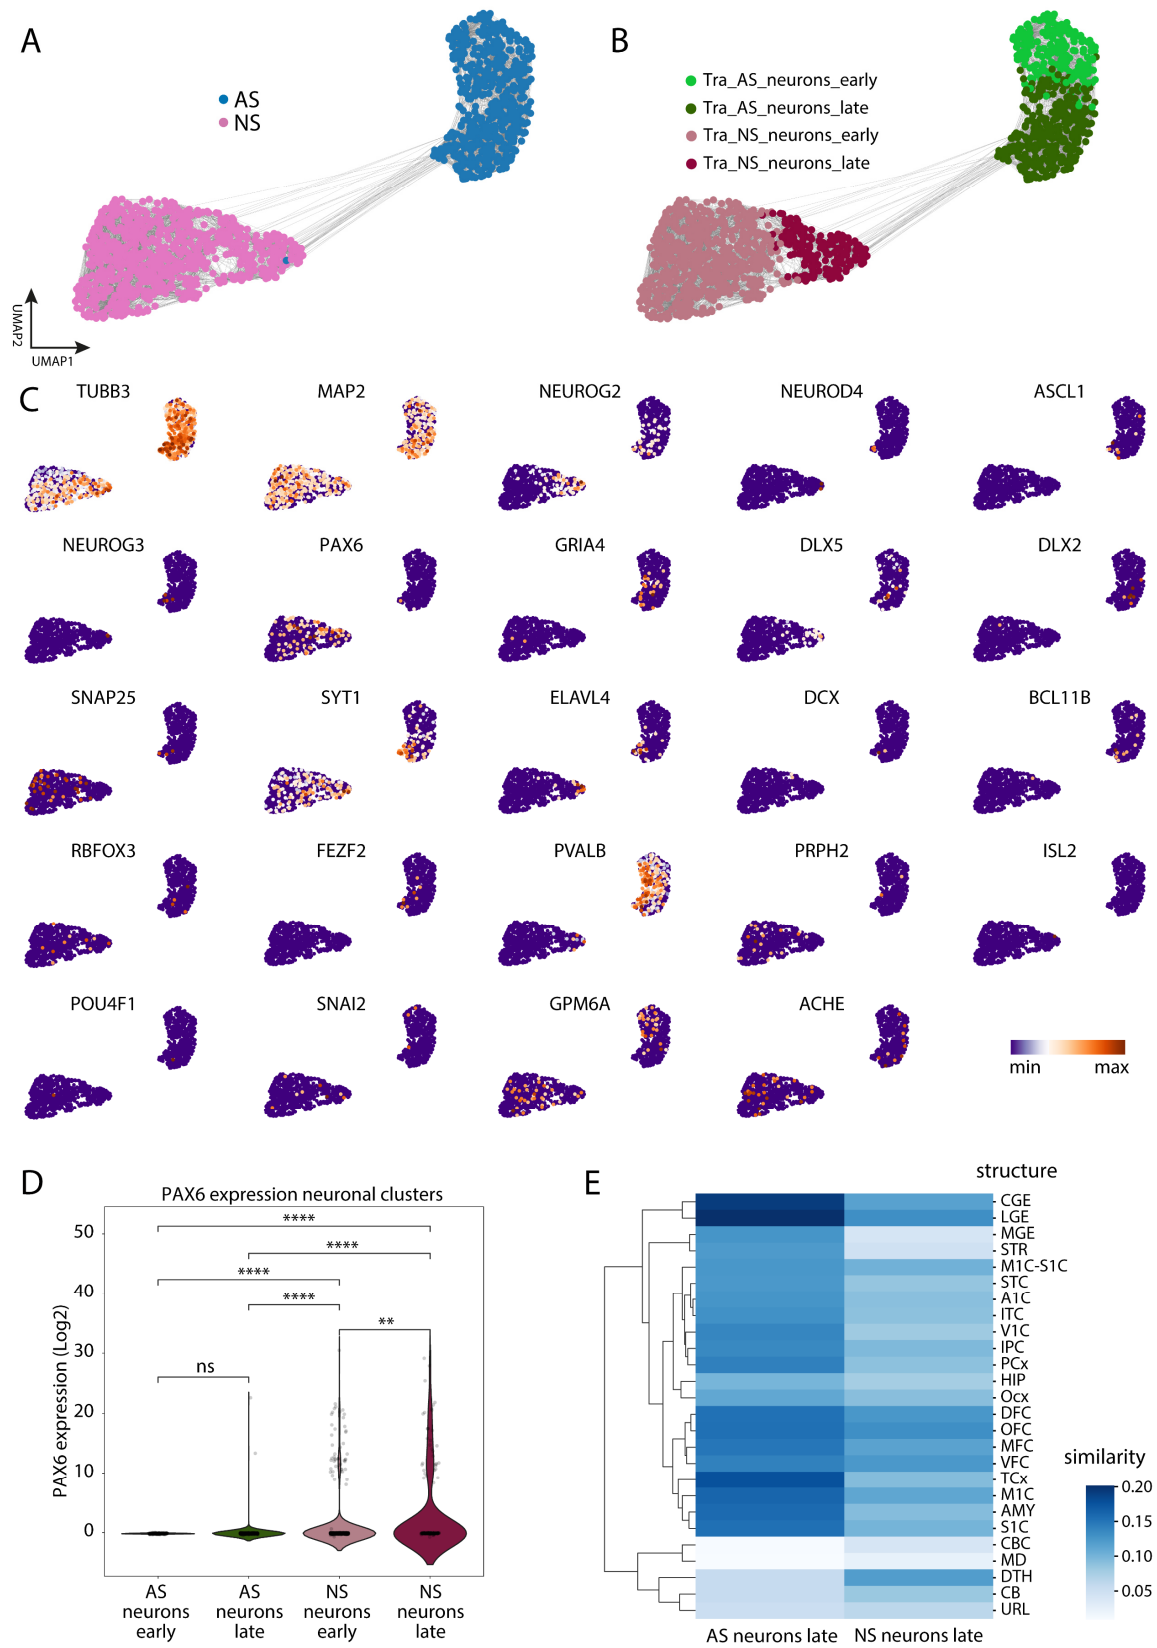 A
AS
NS
UMAP2
UMAP1
B
Tra_AS_neurons_early
Tra_AS_neurons_late
Tra_NS_neurons_early
Tra_NS_neurons_late
C
TUBB3
MAP2
NEUROG2
NEUROD4
ASCL1
NEUROG3
PAX6
GRIA4
DLX5
DLX2
SNAP25
SYT1
ELAVL4
DCX
BCL11B
RBFOX3
FEZF2
PVALB
PRPH2
ISL2
POU4F1
SNAI2
GPM6A
ACHE
min max
D
PAX6 expression neuronal clusters
PAX6 expression (Log2)
50
40
30
20
10
0
****
****
****
****
**
ns
AS neurons early
AS neurons late
NS neurons early
NS neurons late
E
structure
CGE
LGE
MGE
STR
M1C-S1C
STC
A1C
ITC
V1C
IPC
PCx
HIP
Ocx
DFC
OFC
MFC
VFC
TCx
M1C
AMY
S1C
CBC
MD
DTH
CB
URL
AS neurons late
NS neurons late
similarity
0.20
0.15
0.10
0.05